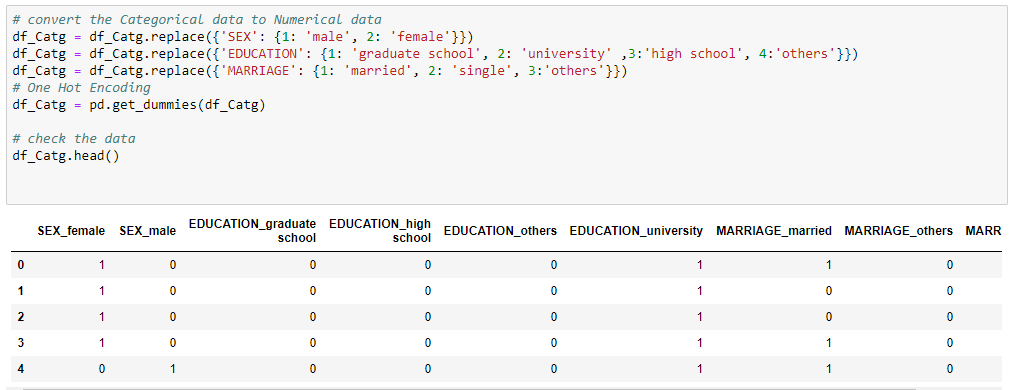 # convert the Categorical data to Numerical data
df_Catg = df_Catg.replace({'SEX': {1: 'male', 2: 'female'}})
df_Catg = df_Catg.replace({'EDUCATION': {1: 'graduate school', 2: 'university' ,3:'high school', 4:'others'}})
df_Catg = df_Catg.replace({'MARRIAGE': {1: 'married', 2: 'single', 3:'others'}})
# One Hot Encoding
df_Catg = pd.get_dummies(df_Catg)
# check the data
df_Catg.head()
SEX_female SEX_male EDUCATION_graduate school EDUCATION_high school EDUCATION_others EDUCATION_university MARRIAGE_married MARRIAGE_others MARR
0 1 0 0 0 0 1 1 0
1 1 0 0 0 0 1 0 0
2 1 0 0 0 0 1 0 0
3 1 0 0 0 0 1 1 0
4 0 1 0 0 0 1 1 0